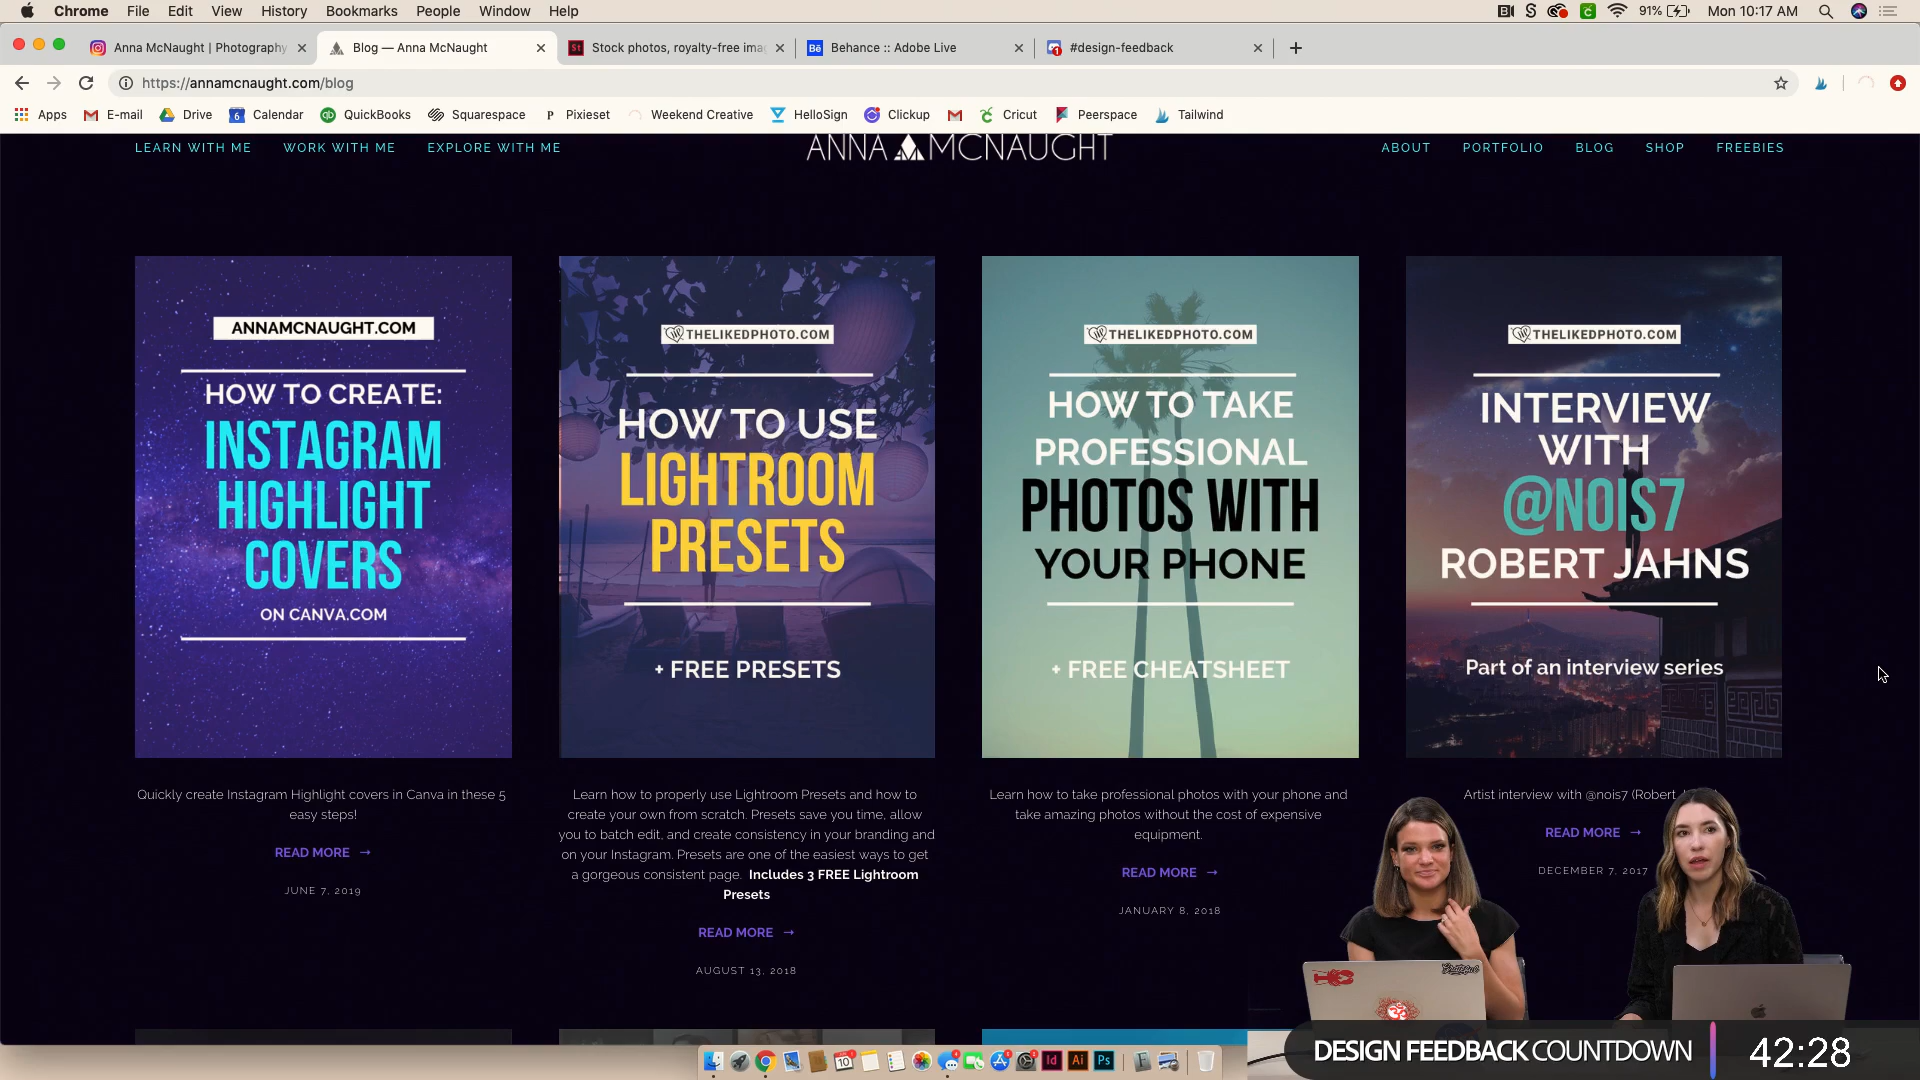 Chrome File Edit View History Bookmarks People Window Help
91% Mon 10:17 AM
Anna McNaught | Photography
Blog — Anna McNaught
Stock photos, royalty-free ima
Behance :: Adobe Live
#design-feedback
https://annamcnaught.com/blog
Apps E-mail Drive Calendar QuickBooks Squarespace Pixieset Weekend Creative HelloSign Clickup Cricut Peerspace Tailwind
LEARN WITH ME WORK WITH ME EXPLORE WITH ME
ANNA MCNAUGHT
ABOUT PORTFOLIO BLOG SHOP FREEBIES
ANNAMCNAUGHT.COM
HOW TO CREATE:
INSTAGRAM
HIGHLIGHT
COVERS
ON CANVA.COM
Quickly create Instagram Highlight covers in Canva in these 5
easy steps!
READ MORE →
JUNE 7, 2019
THELIKEDPHOTO.COM
HOW TO USE
LIGHTROOM
PRESETS
+ FREE PRESETS
Learn how to properly use Lightroom Presets and how to
create your own from scratch. Presets save you time, allow
you to batch edit, and create consistency in your branding and
on your Instagram. Presets are one of the easiest ways to get
a gorgeous consistent page. Includes 3 FREE Lightroom
Presets
READ MORE →
AUGUST 13, 2018
THELIKEDPHOTO.COM
HOW TO TAKE
PROFESSIONAL
PHOTOS WITH
YOUR PHONE
+ FREE CHEATSHEET
Learn how to take professional photos with your phone and
take amazing photos without the cost of expensive
equipment.
READ MORE →
JANUARY 8, 2018
THELIKEDPHOTO.COM
INTERVIEW
WITH
@NOIS7
ROBERT JAHNS
Part of an interview series
Artist interview with @nois7 (Robert
READ MORE →
DECEMBER 7, 2017
DESIGN FEEDBACK COUNTDOWN 42:28